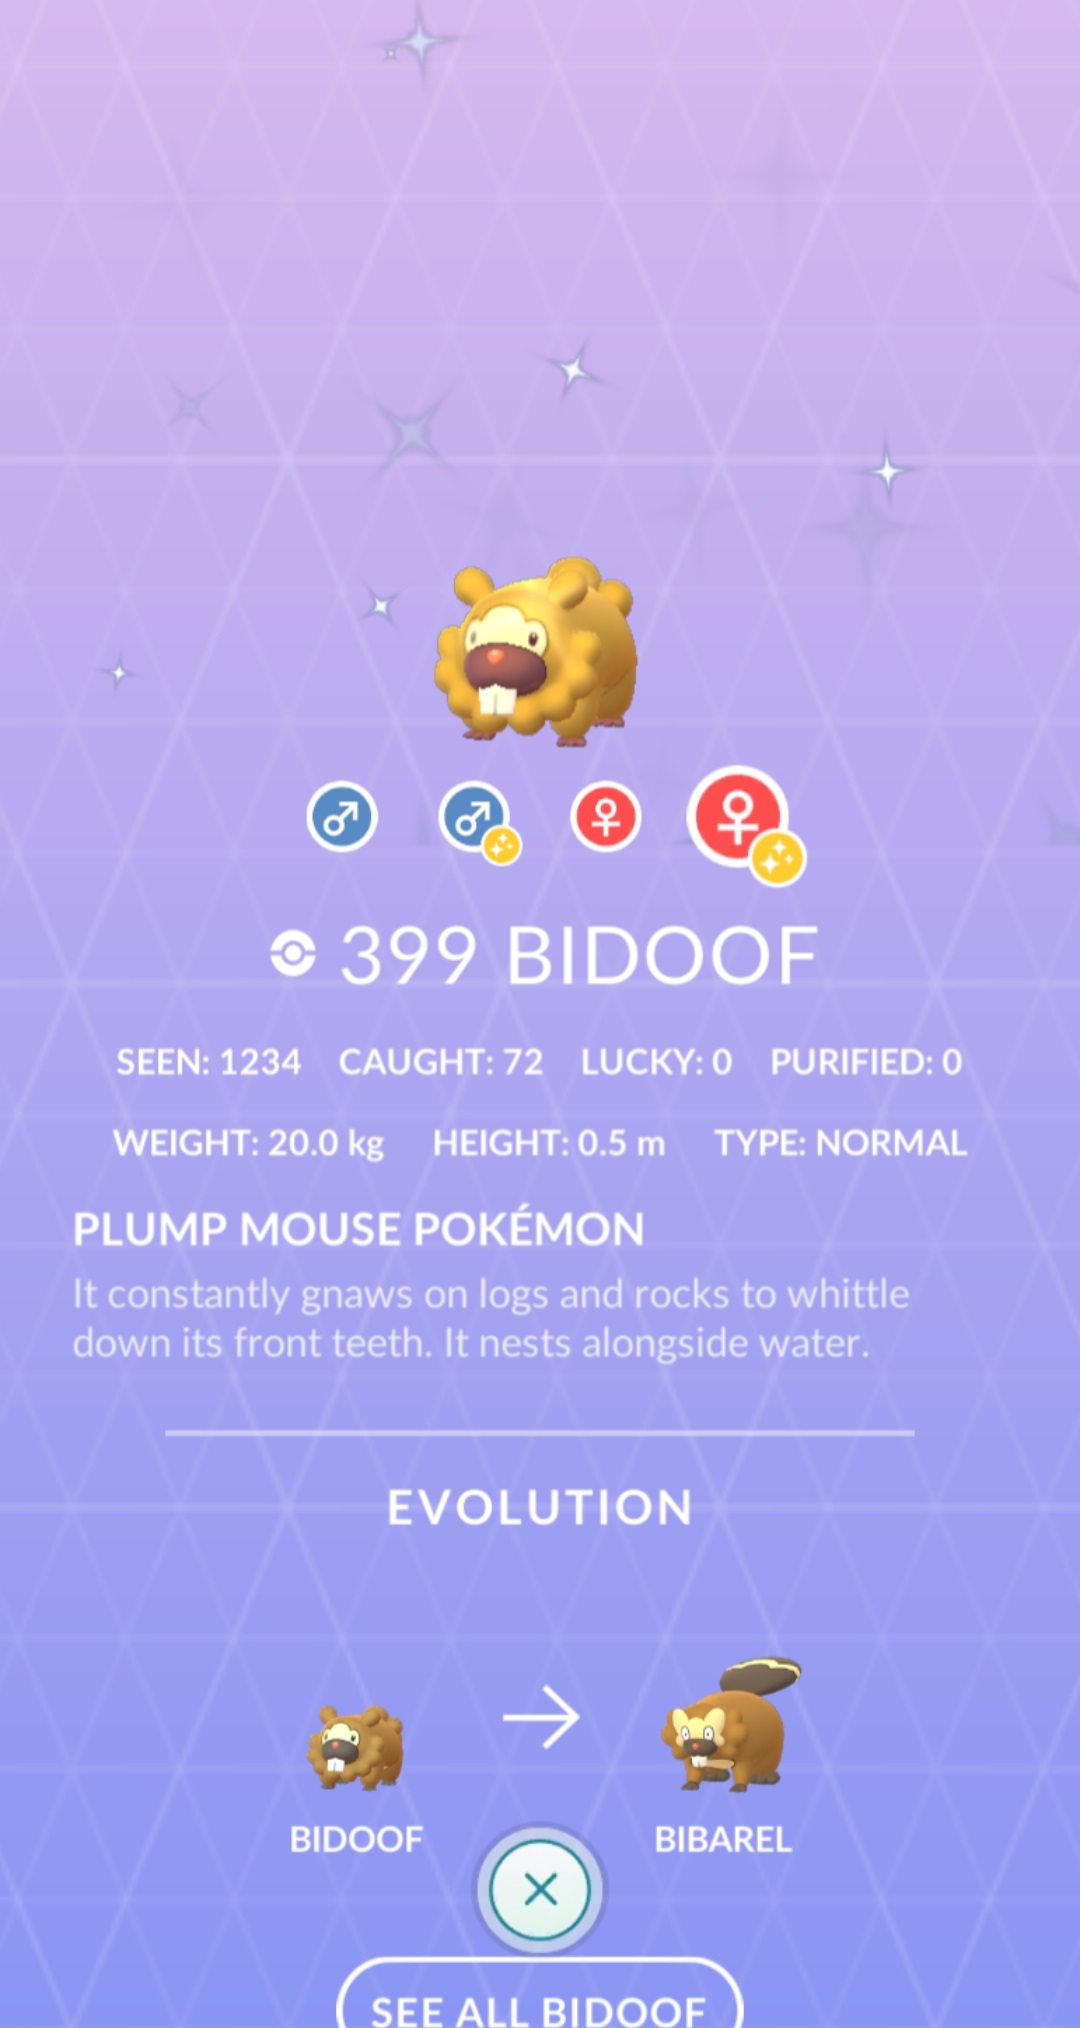 399 BIDOOF
SEEN: 1234 CAUGHT: 72 LUCKY: 0 PURIFIED: 0
WEIGHT: 20.0 kg HEIGHT: 0.5 m TYPE: NORMAL
PLUMP MOUSE POKÉMON
It constantly gnaws on logs and rocks to whittle
down its front teeth. It nests alongside water.
EVOLUTION
BIDOOF BIBAREL
SEE ALL BIDOOF